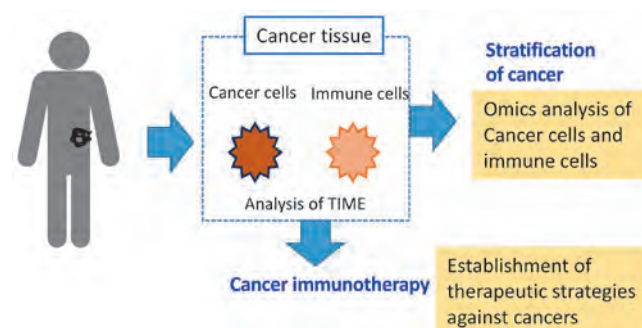 Cancer tissue
Cancer cells
Immune cells
Analysis of TIME
Stratification
of cancer
Omics analysis of
Cancer cells and
immune cells
Cancer immunotherapy
Establishment of
therapeutic strategies
against cancers